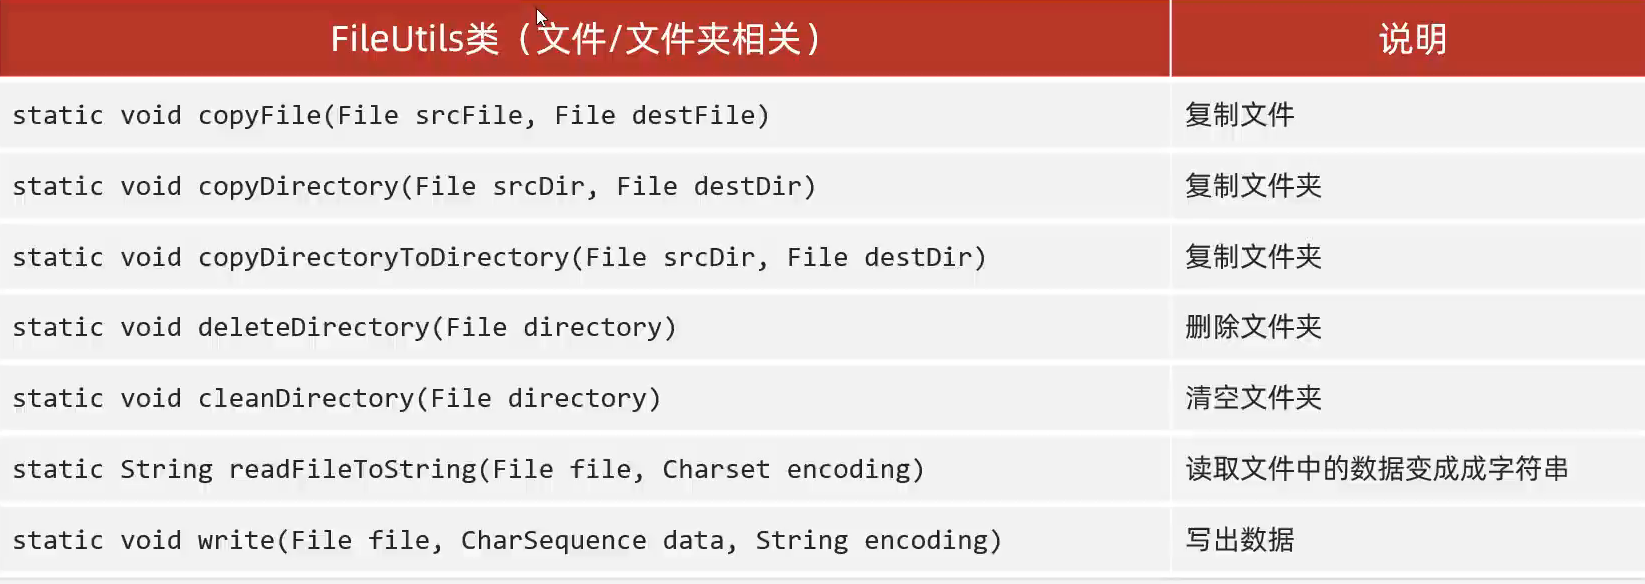 FileUtils类（文件/文件夹相关） 说明
static void copyFile(File srcFile, File destFile) 复制文件
static void copyDirectory(File srcDir, File destDir) 复制文件夹
static void copyDirectoryToDirectory(File srcDir, File destDir) 复制文件夹
static void deleteDirectory(File directory) 删除文件夹
static void cleanDirectory(File directory) 清空文件夹
static String readFileToString(File file, Charset encoding) 读取文件中的数据变成成字符串
static void write(File file, CharSequence data, String encoding) 写出数据